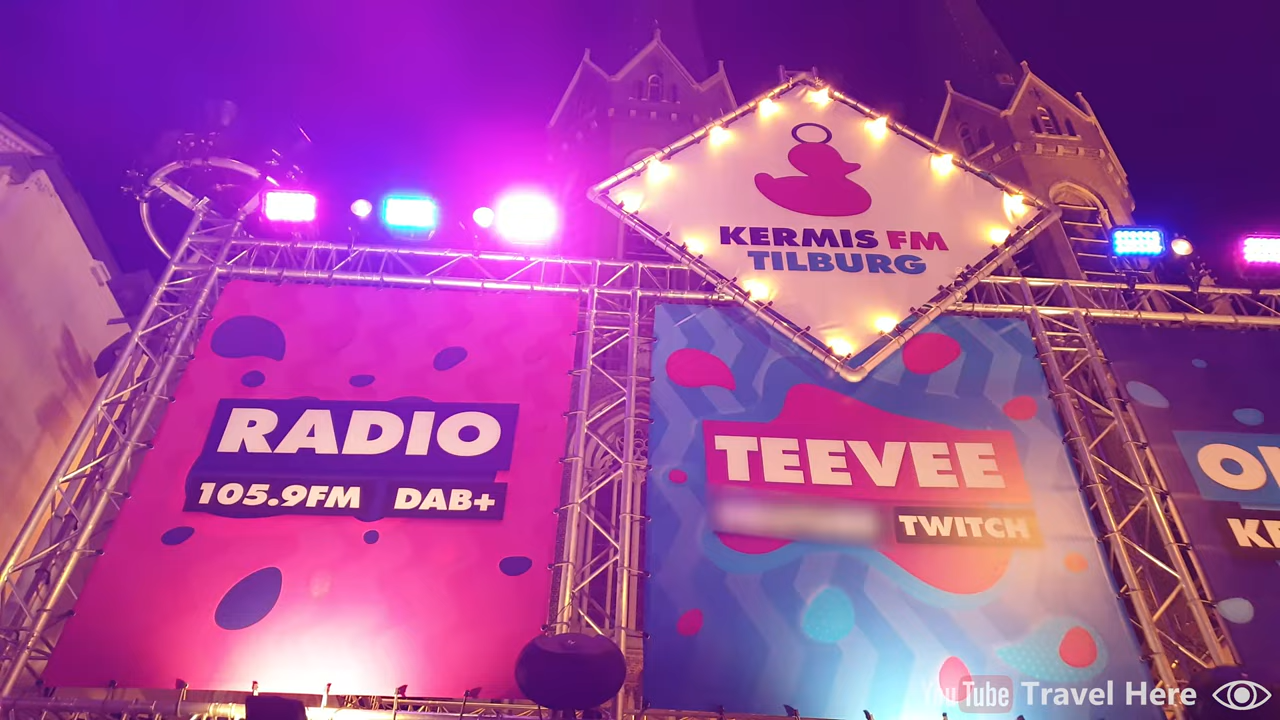 KERMIS FM
TILBURG
RADIO
105.9FM DAB+
TEEVEE
TWITCH
YouTube Travel Here